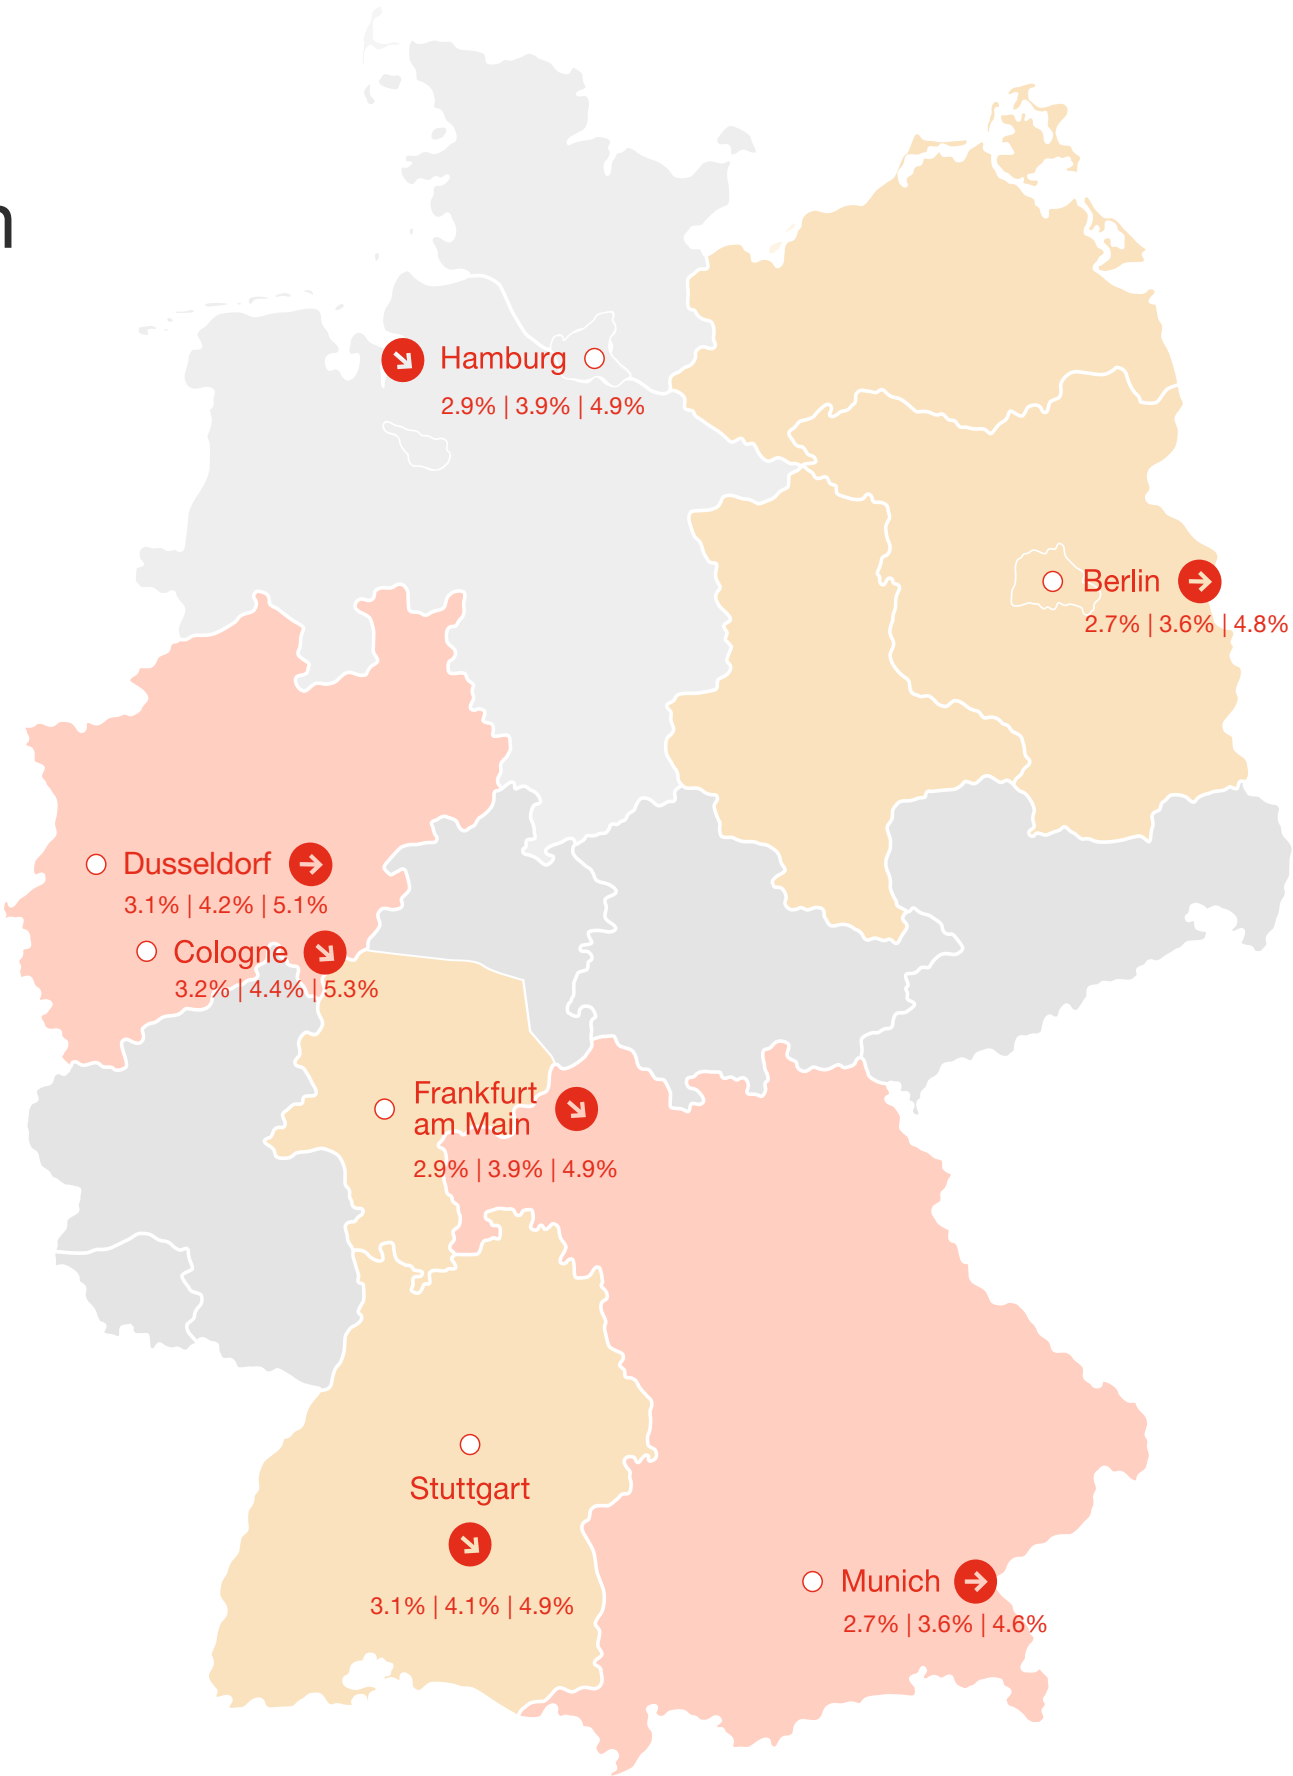 n
Hamburg
2.9% | 3.9% | 4.9%
Berlin
2.7% | 3.6% | 4.8%
Dusseldorf
3.1% | 4.2% | 5.1%
Cologne
3.2% | 4.4% | 5.3%
Frankfurt
am Main
2.9% | 3.9% | 4.9%
Stuttgart
3.1% | 4.1% | 4.9%
Munich
2.7% | 3.6% | 4.6%